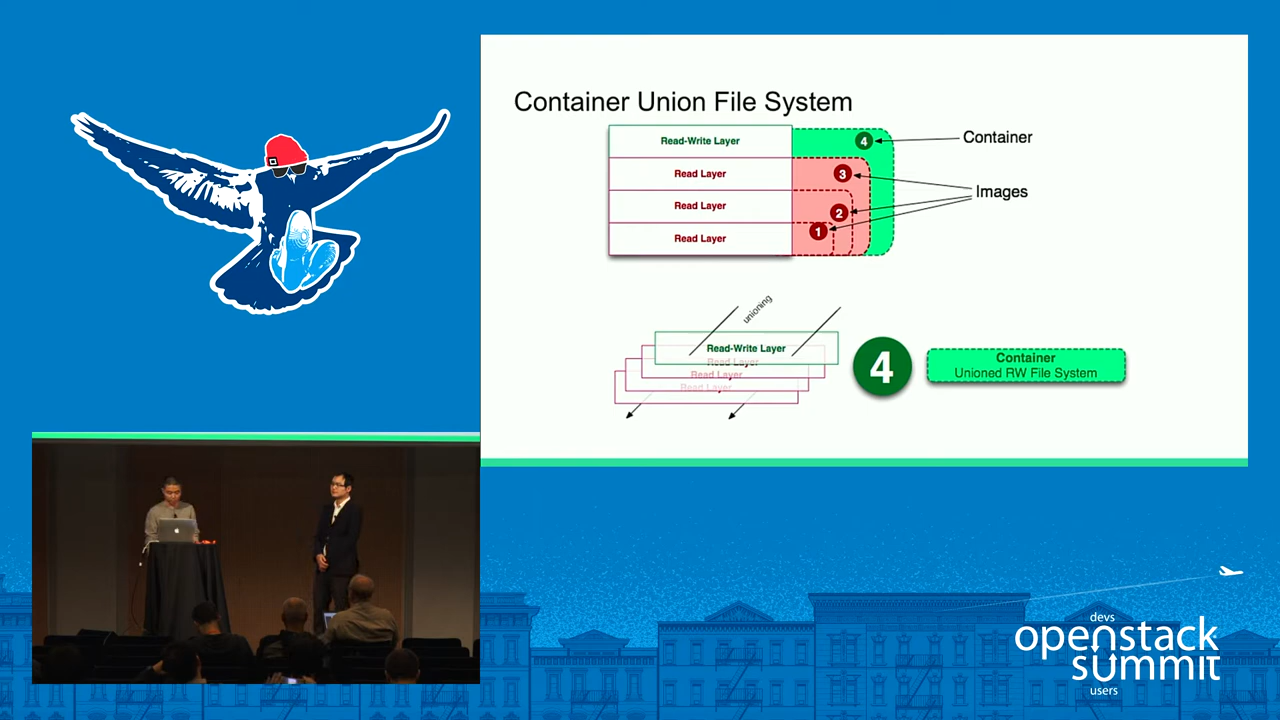 Container Union File System
Read-Write Layer
4
Container
Read Layer
3
Images
Read Layer
2
Read Layer
1
unioning
Read-Write Layer
Read Layer
Read Layer
Read Layer
4
Container
Unioned RW File System
devs
openstack
summit
users